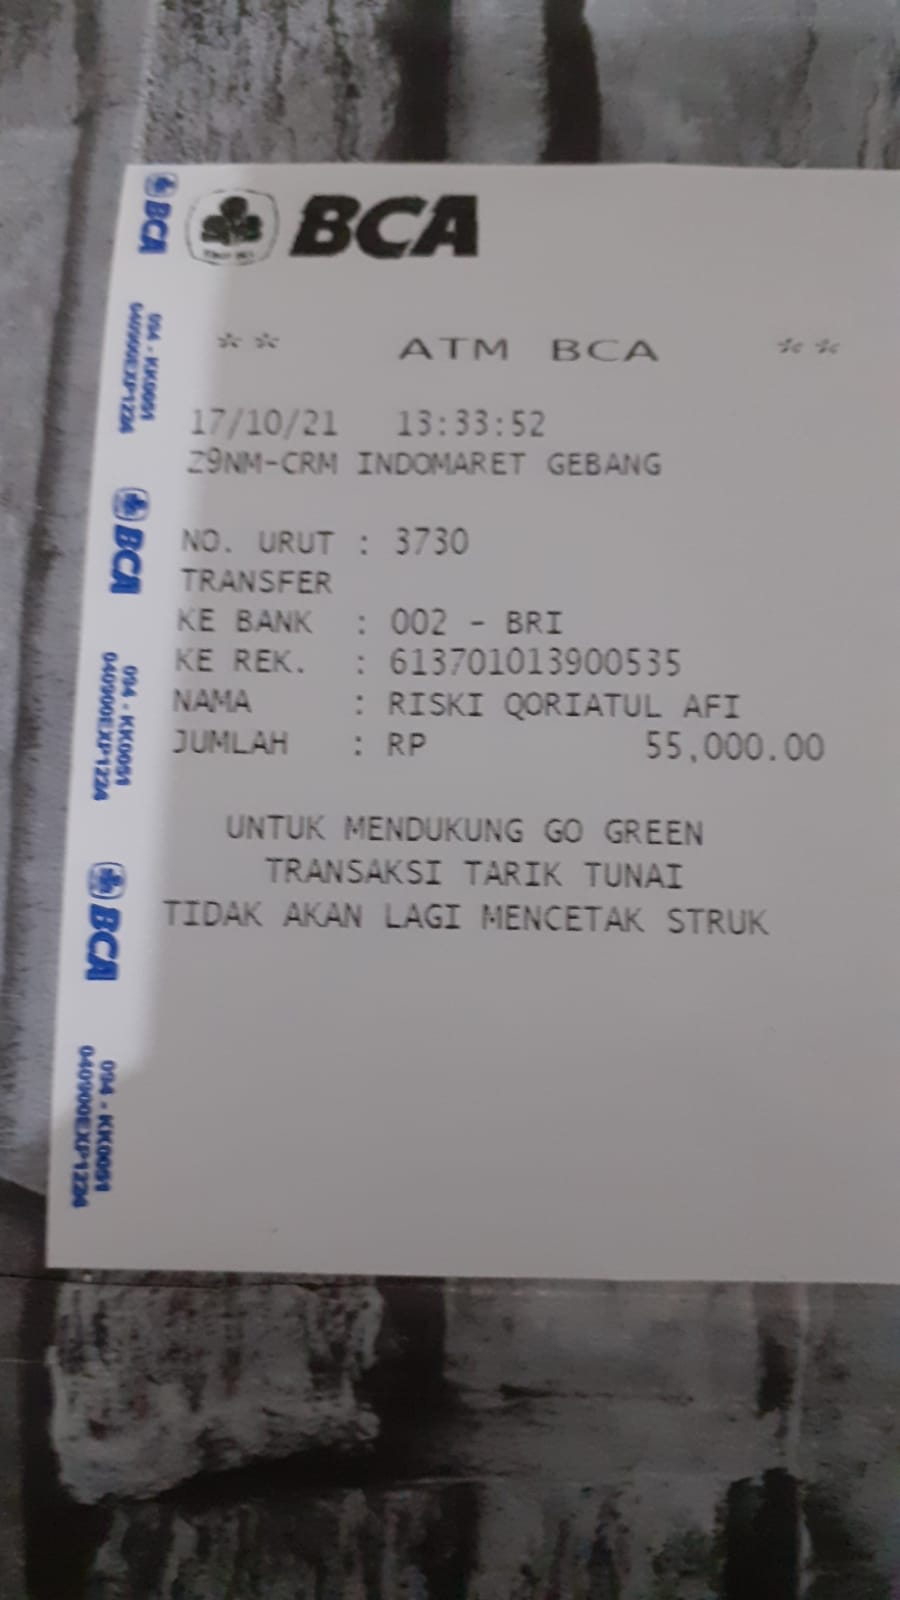 BCA
** ATM BCA **
17/10/21 13:33:52
Z9NM-CRM INDOMARET GEBANG
NO. URUT : 3730
TRANSFER
KE BANK : 002 - BRI
KE REK. : 613701013900535
NAMA : RISKI QORIATUL AFI
JUMLAH : RP 55,000.00
UNTUK MENDUKUNG GO GREEN
TRANSAKSI TARIK TUNAI
TIDAK AKAN LAGI MENCETAK STRUK
BCA
094 - KK0051
040900EXP1224
BCA
094 - KK0051
040900EXP1224
BCA
094 - KK0051
040900EXP1224